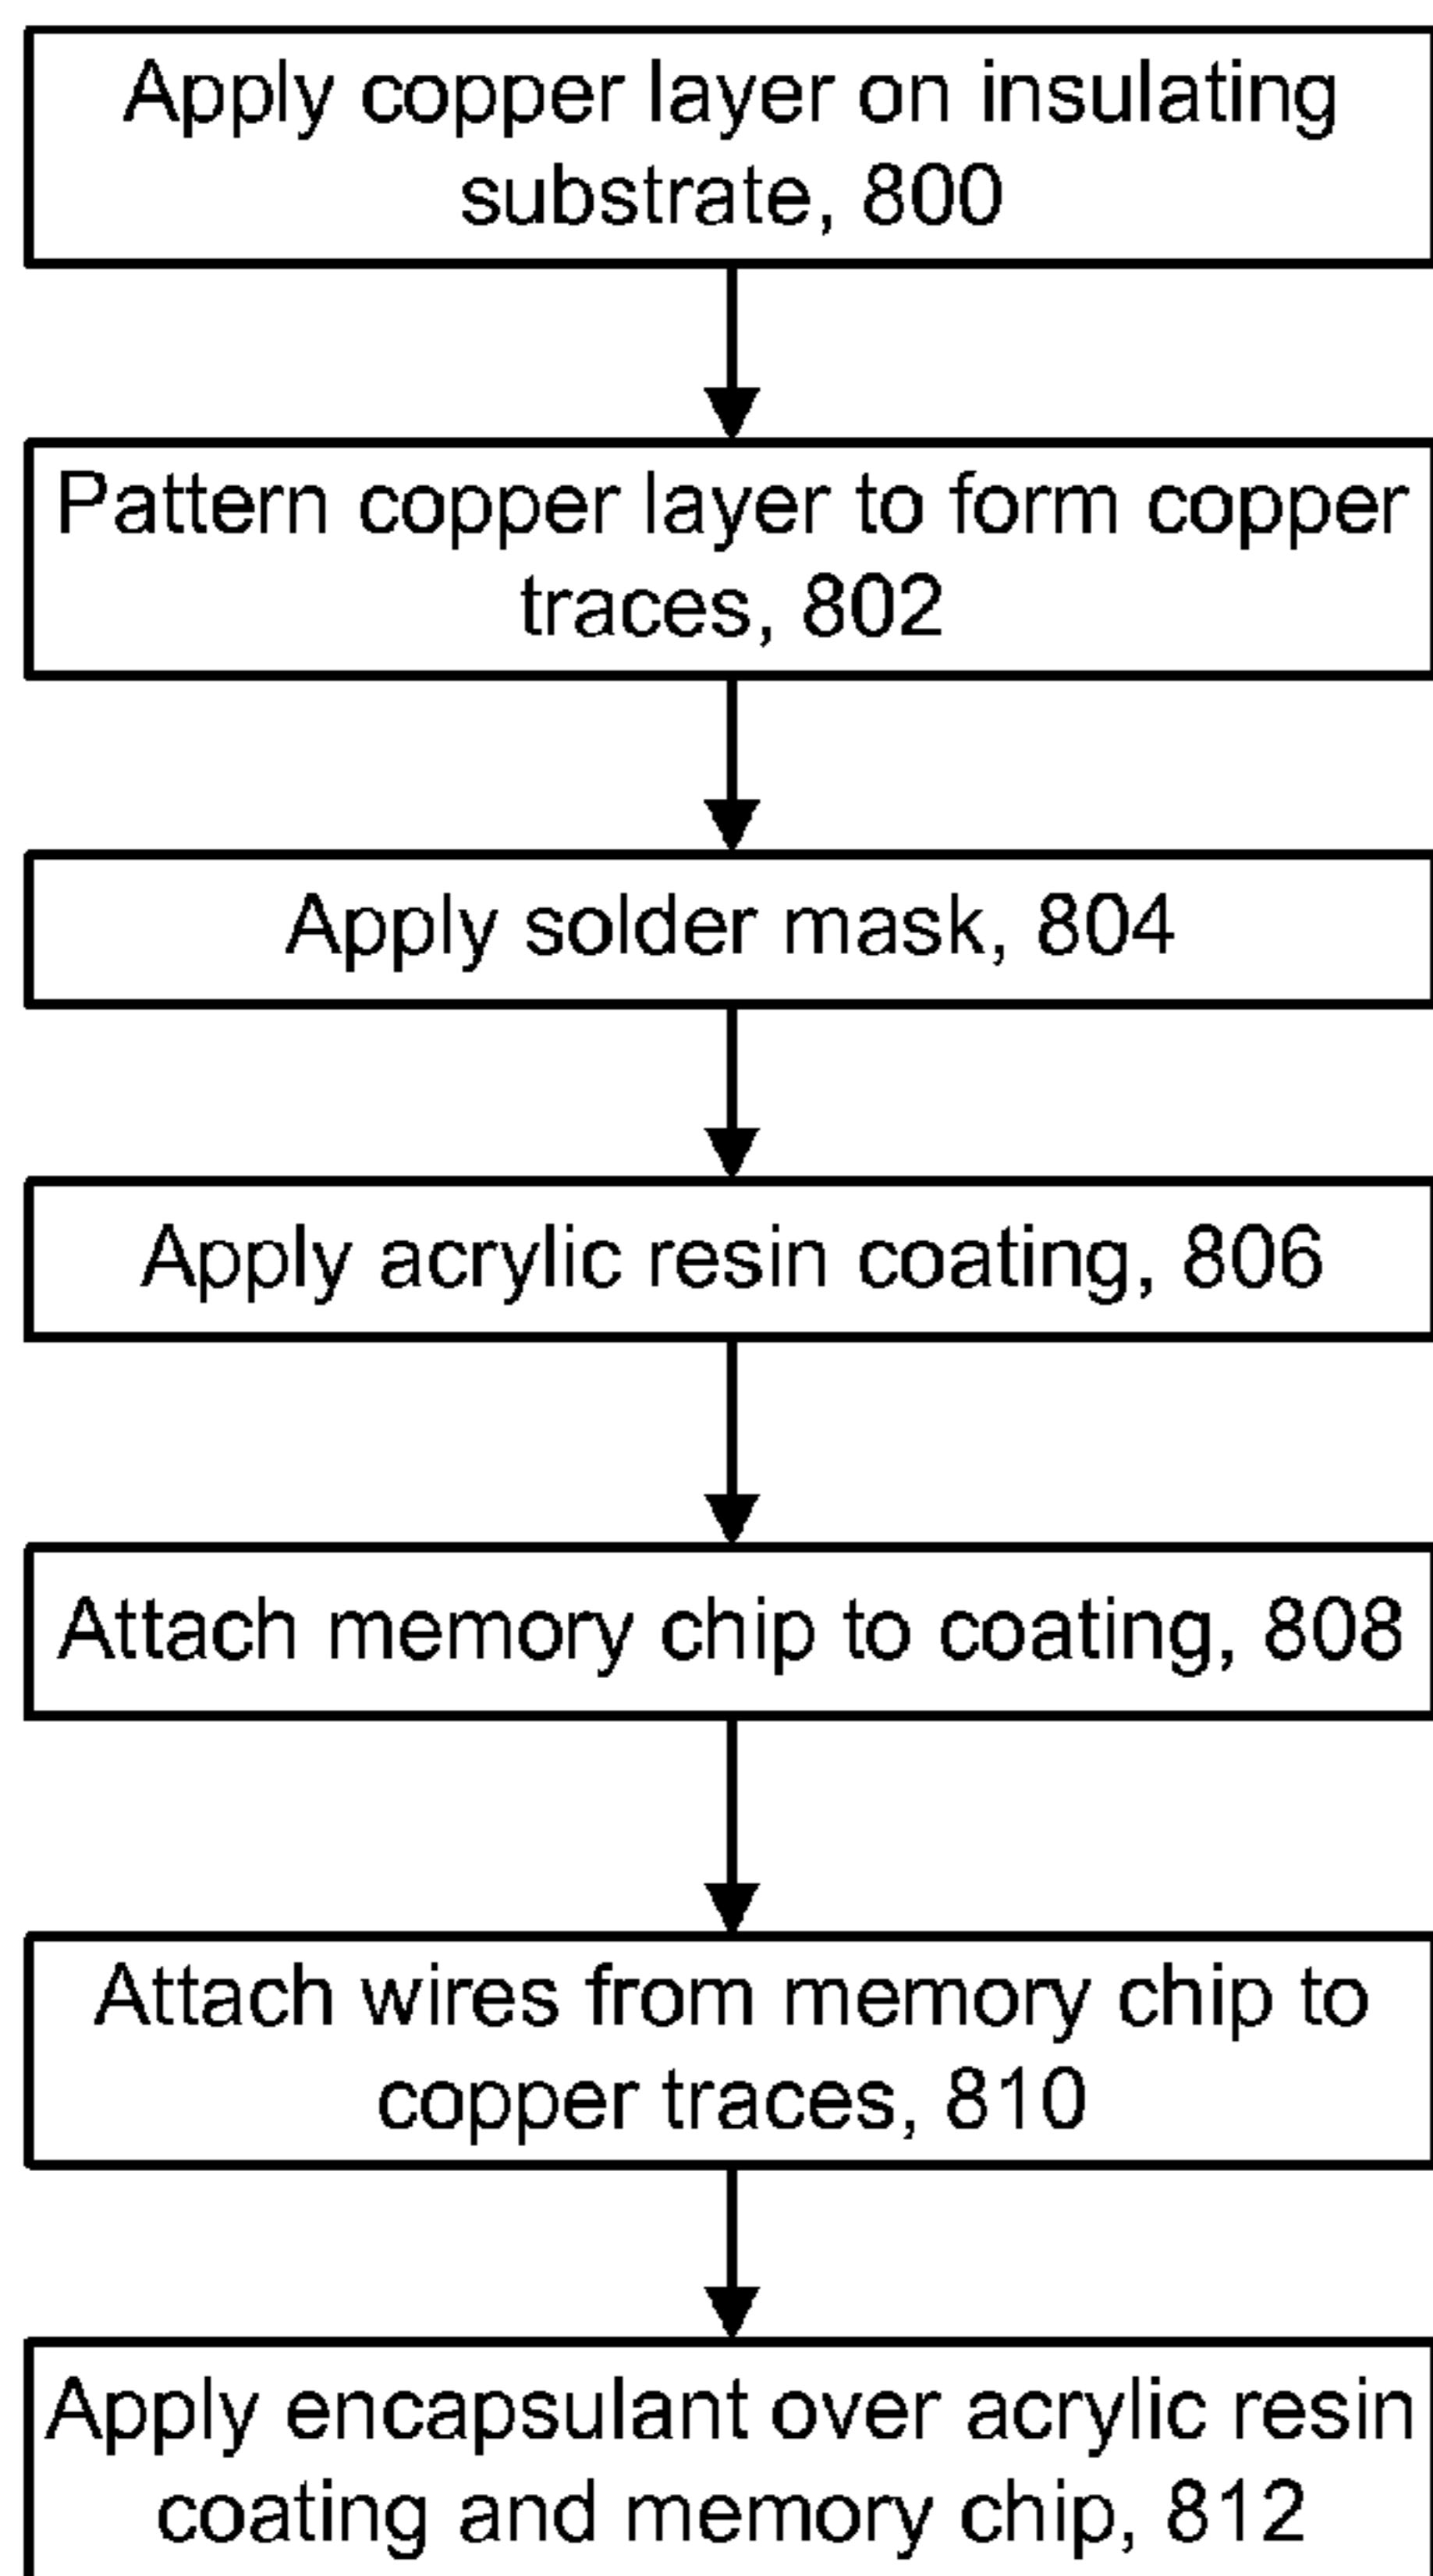 Apply copper layer on insulating
substrate, 800
Pattern copper layer to form copper
traces, 802
Apply solder mask, 804
Apply acrylic resin coating, 806
Attach memory chip to coating, 808
Attach wires from memory chip to
copper traces, 810
Apply encapsulant over acrylic resin
coating and memory chip, 812